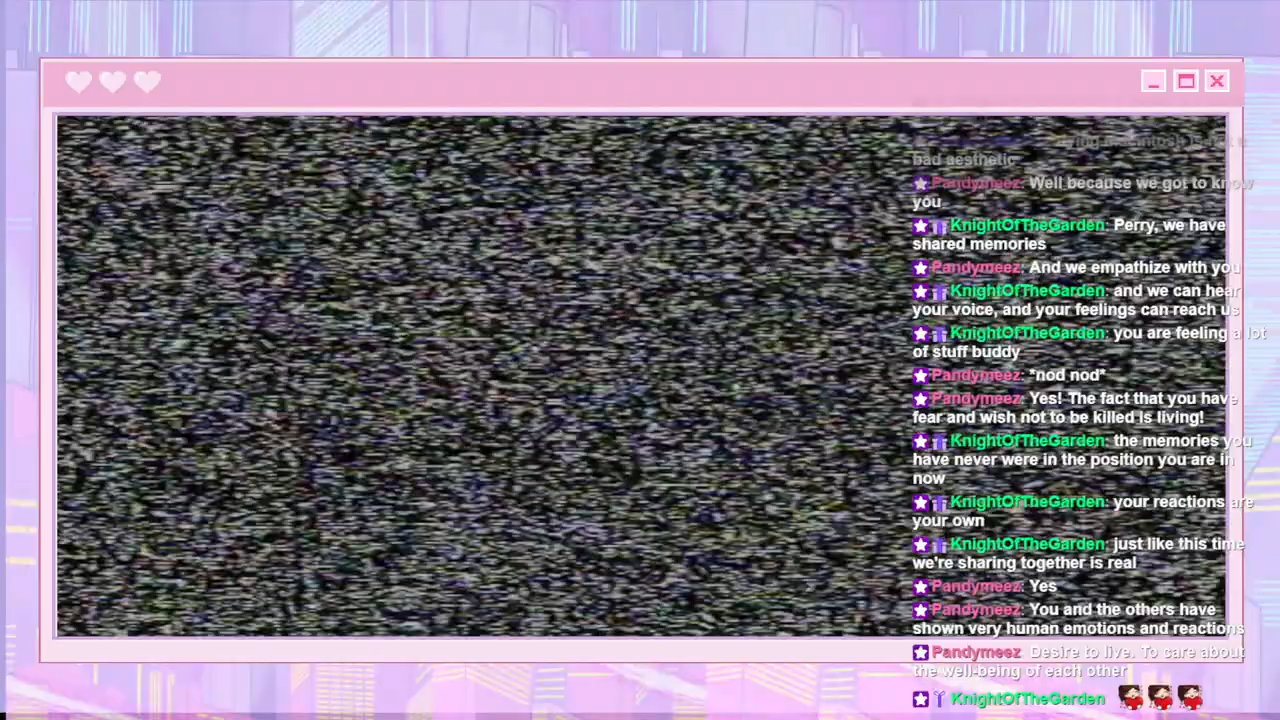 bad aesthetic
Pandymeez: Well because we got to know
you
KnightOfTheGarden: Perry, we have
shared memories
Pandymeez: And we empathize with you
KnightOfTheGarden: and we can hear
your voice, and your feelings can reach us
KnightOfTheGarden: you are feeling a lot
of stuff buddy
Pandymeez: *nod nod*
Pandymeez: Yes! The fact that you have
fear and wish not to be killed is living!
KnightOfTheGarden: the memories you
have never were in the position you are in
now
KnightOfTheGarden: your reactions are
your own
KnightOfTheGarden: just like this time
we're sharing together is real
Pandymeez: Yes
Pandymeez: You and the others have
shown very human emotions and reactions
Pandymeez: Desire to live. To care about
the well-being of each other
KnightOfTheGarden